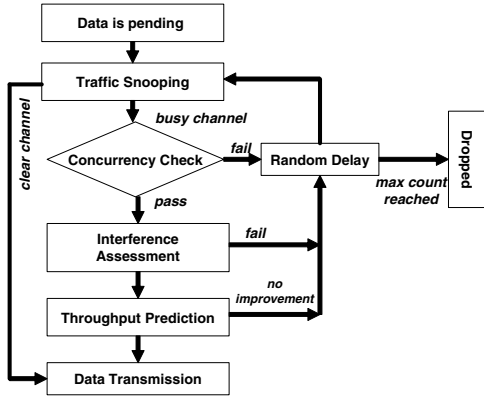 Data is pending
Traffic Snooping
busy channel
clear channel
Concurrency Check
fail
Random Delay
max count
reached
Dropped
pass
Interference
Assessment
fail
no
improvement
Throughput Prediction
Data Transmission